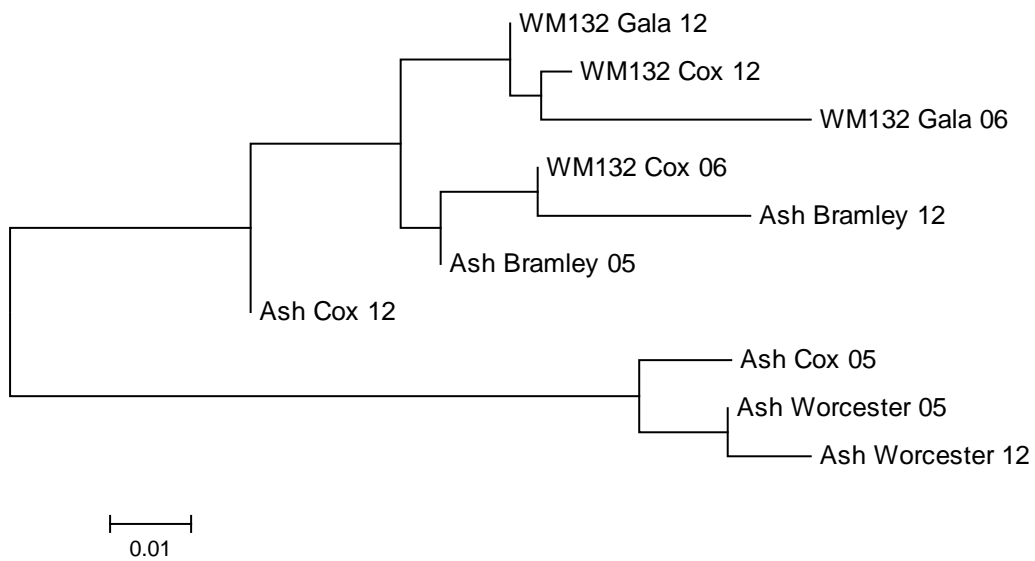 WM132 Gala 12
WM132 Cox 12
WM132 Gala 06
WM132 Cox 06
Ash Bramley 12
Ash Bramley 05
Ash Cox 12
Ash Cox 05
Ash Worcester 05
Ash Worcester 12
0.01